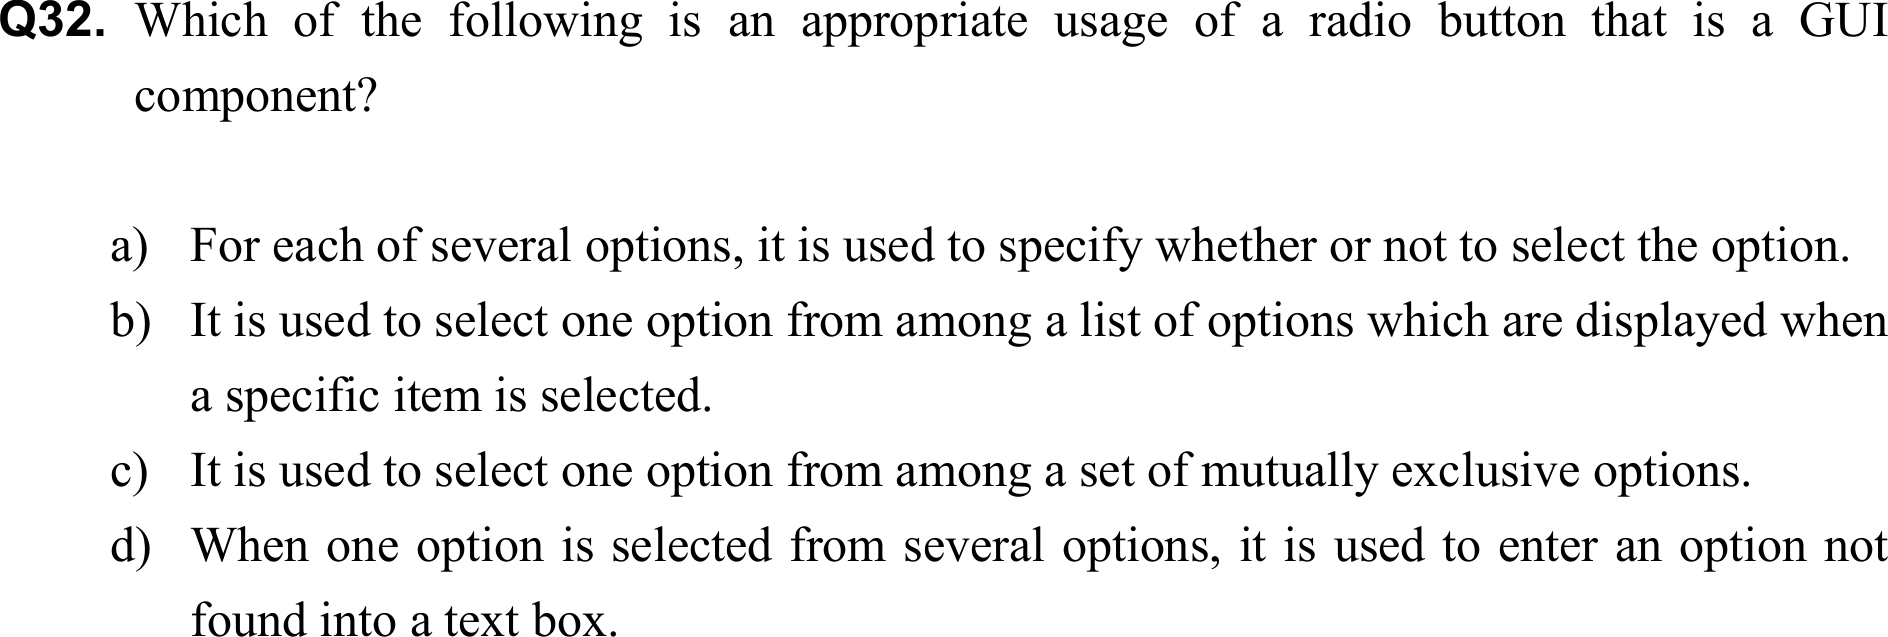 Q32. Which of the following is an appropriate usage of a radio button that is a GUI
component?
a) For each of several options, it is used to specify whether or not to select the option.
b) It is used to select one option from among a list of options which are displayed when
a specific item is selected.
c) It is used to select one option from among a set of mutually exclusive options.
d) When one option is selected from several options, it is used to enter an option not
found into a text box.